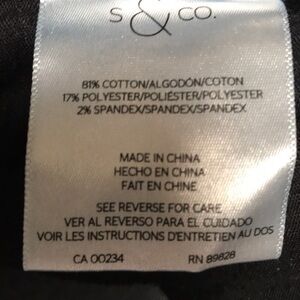 S & CO.
81% COTTON/ALGODÓN/COTON
17% POLYESTER/POLIÉSTER/POLYESTER
2% SPANDEX/SPANDEX/SPANDEX
MADE IN CHINA
HECHO EN CHINA
FAIT EN CHINE
SEE REVERSE FOR CARE
VER AL REVERSO PARA EL CUIDADO
VOIR LES INSTRUCTIONS D'ENTRETIEN AU DOS
CA 00234 RN 89828